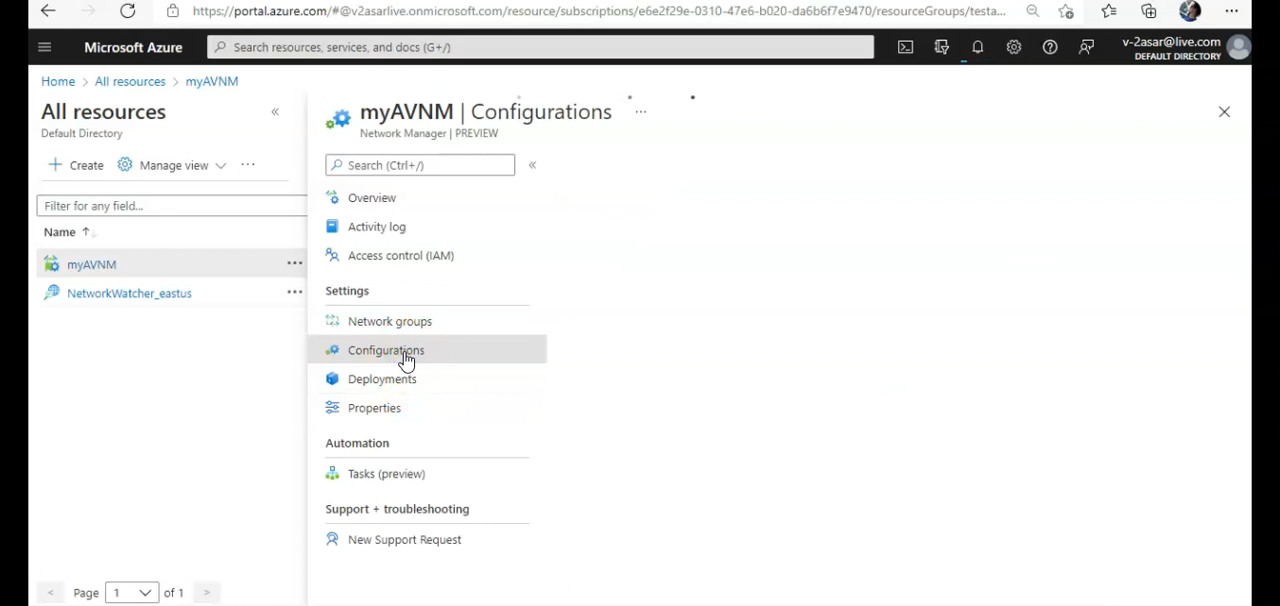 https://portal.azure.com/#@v2asarlive.onmicrosoft.com/resource/subscriptions/e6e2f29e-0310-47e6-b020-da6b6f7e9470/resourceGroups/testa...
Microsoft Azure
Search resources, services, and docs (G+/)
v-2asar@live.com
DEFAULT DIRECTORY
Home > All resources > myAVNM
All resources
Default Directory
Create
Manage view
Filter for any field...
Name
myAVNM
NetworkWatcher_eastus
< Page 1 of 1 >
myAVNM | Configurations
Network Manager | PREVIEW
Search (Ctrl+/)
Overview
Activity log
Access control (IAM)
Settings
Network groups
Configurations
Deployments
Properties
Automation
Tasks (preview)
Support + troubleshooting
New Support Request